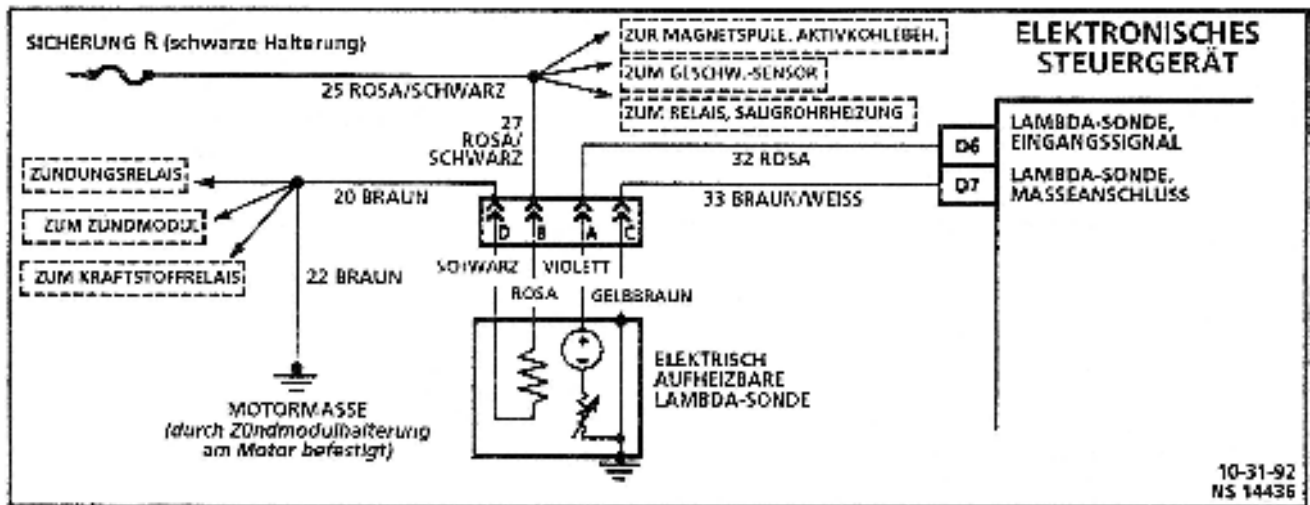 SICHERUNG R (schwarze Halterung)
25 ROSA/SCHWARZ
ZUR MAGNETSPULE. AKTIVKOHLEBEH.
ZUM GESCHW.-SENSOR
ZUM RELAIS, SAUGROHRHEIZUNG
ELEKTRONISCHES
STEUERGERÄT
27
ROSA/
SCHWARZ
32 ROSA
D6
LAMBDA-SONDE,
EINGANGSSIGNAL
33 BRAUN/WEISS
D7
LAMBDA-SONDE,
MASSEANSCHLUSS
ZÜNDUNGSRELAIS
ZUM ZÜNDMODUL
ZUM KRAFTSTOFFRELAIS
20 BRAUN
22 BRAUN
D B A C
SCHWARZ VIOLETT
ROSA GELBBRAUN
ELEKTRISCH
AUFHEIZBARE
LAMBDA-SONDE
MOTORMASSE
(durch Zündmodulhalterung
am Motor befestigt)
10-31-92
NS 14436